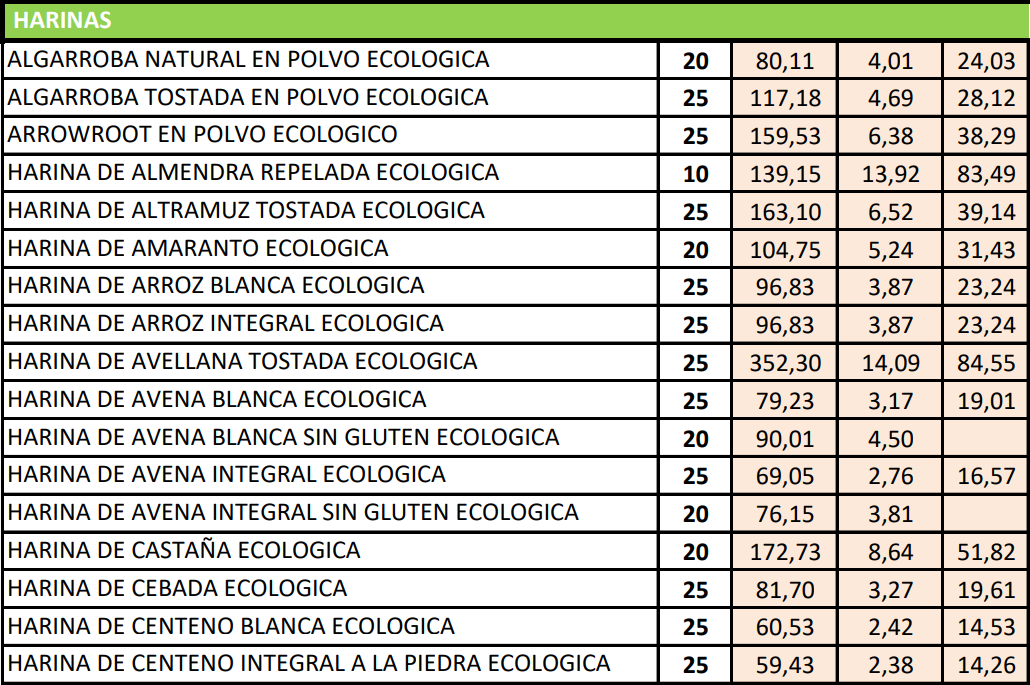 HARINAS
ALGARROBA NATURAL EN POLVO ECOLOGICA 20 80,11 4,01 24,03
ALGARROBA TOSTADA EN POLVO ECOLOGICA 25 117,18 4,69 28,12
ARROWROOT EN POLVO ECOLOGICO 25 159,53 6,38 38,29
HARINA DE ALMENDRA REPELADA ECOLOGICA 10 139,15 13,92 83,49
HARINA DE ALTRAMUZ TOSTADA ECOLOGICA 25 163,10 6,52 39,14
HARINA DE AMARANTO ECOLOGICA 20 104,75 5,24 31,43
HARINA DE ARROZ BLANCA ECOLOGICA 25 96,83 3,87 23,24
HARINA DE ARROZ INTEGRAL ECOLOGICA 25 96,83 3,87 23,24
HARINA DE AVELLANA TOSTADA ECOLOGICA 25 352,30 14,09 84,55
HARINA DE AVENA BLANCA ECOLOGICA 25 79,23 3,17 19,01
HARINA DE AVENA BLANCA SIN GLUTEN ECOLOGICA 20 90,01 4,50
HARINA DE AVENA INTEGRAL ECOLOGICA 25 69,05 2,76 16,57
HARINA DE AVENA INTEGRAL SIN GLUTEN ECOLOGICA 20 76,15 3,81
HARINA DE CASTAÑA ECOLOGICA 20 172,73 8,64 51,82
HARINA DE CEBADA ECOLOGICA 25 81,70 3,27 19,61
HARINA DE CENTENO BLANCA ECOLOGICA 25 60,53 2,42 14,53
HARINA DE CENTENO INTEGRAL A LA PIEDRA ECOLOGICA 25 59,43 2,38 14,26